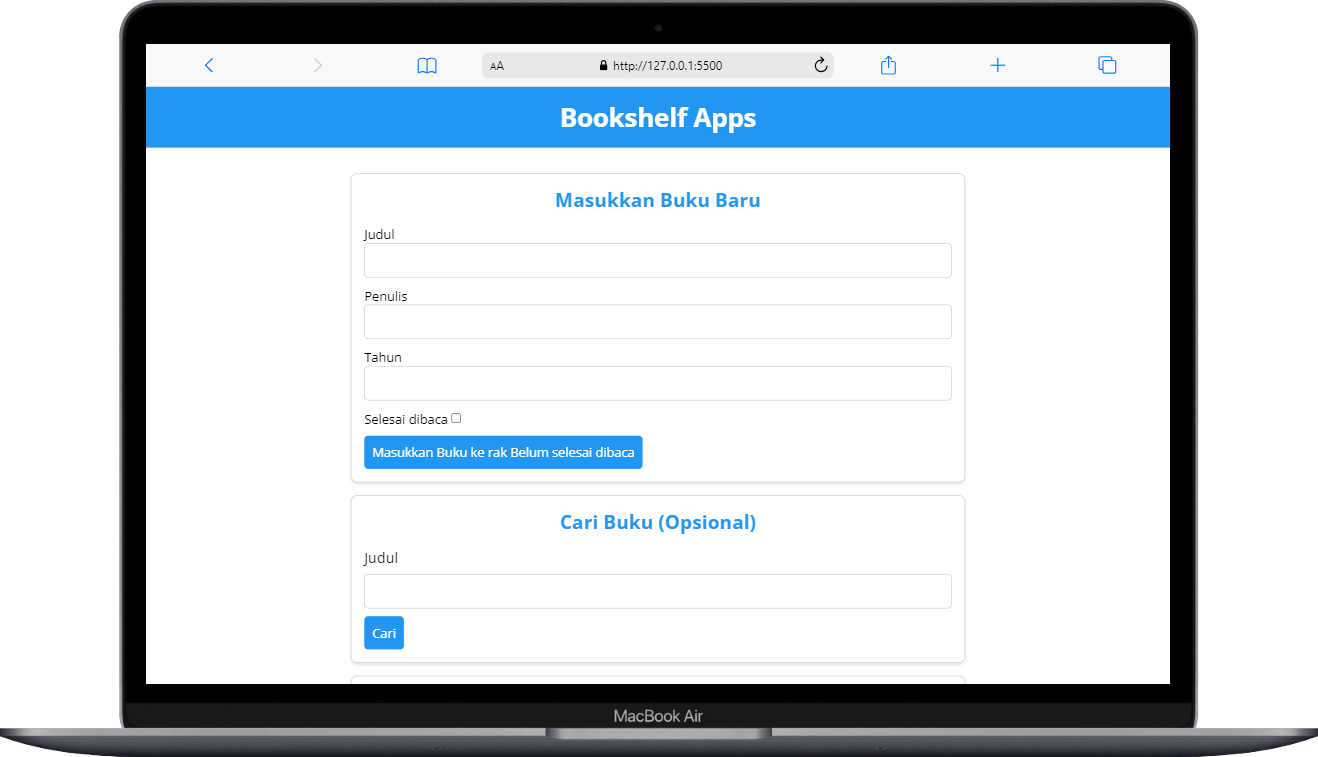 AA
http://127.0.0.1:5500
Bookshelf Apps
Masukkan Buku Baru
Judul
Penulis
Tahun
Selesai dibaca
Masukkan Buku ke rak Belum selesai dibaca
Cari Buku (Opsional)
Judul
Cari
MacBook Air